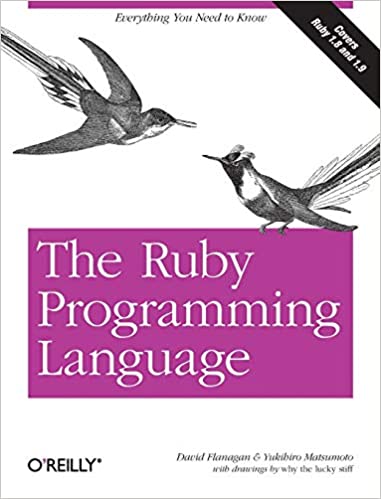 Everything You Need to Know
Covers
Ruby 1.8 and 1.9
The Ruby
Programming
Language
O'REILLY®
David Flanagan & Yukihiro Matsumoto
with drawings by why the lucky stiff